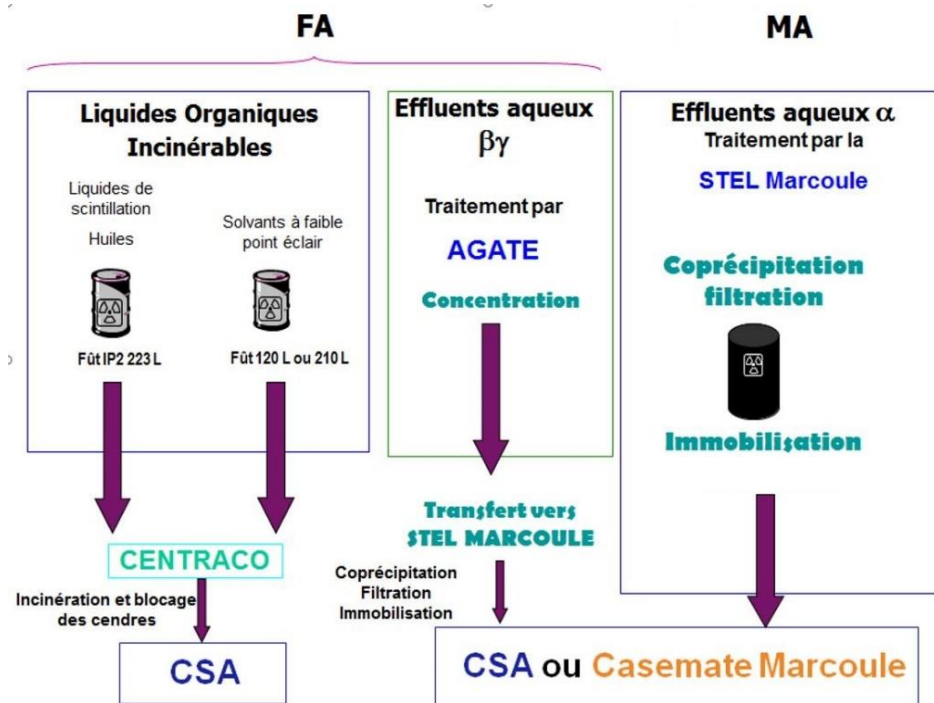 FA
MA
Liquides Organiques
Incinérables
Liquides de
scintillation
Huiles
Fût IP2 223 L
Solvants à faible
point éclair
Fût 120 L ou 210 L
CENTRACO
Incinération et blocage
des cendres
CSA
Effluents aqueux
βγ
Traitement par
AGATE
Concentration
Transfert vers
STEL MARCOULE
Coprécipitation
Filtration
Immobilisation
Effluents aqueux α
Traitement par la
STEL Marcoule
Coprécipitation
filtration
Immobilisation
CSA ou Casemate Marcoule